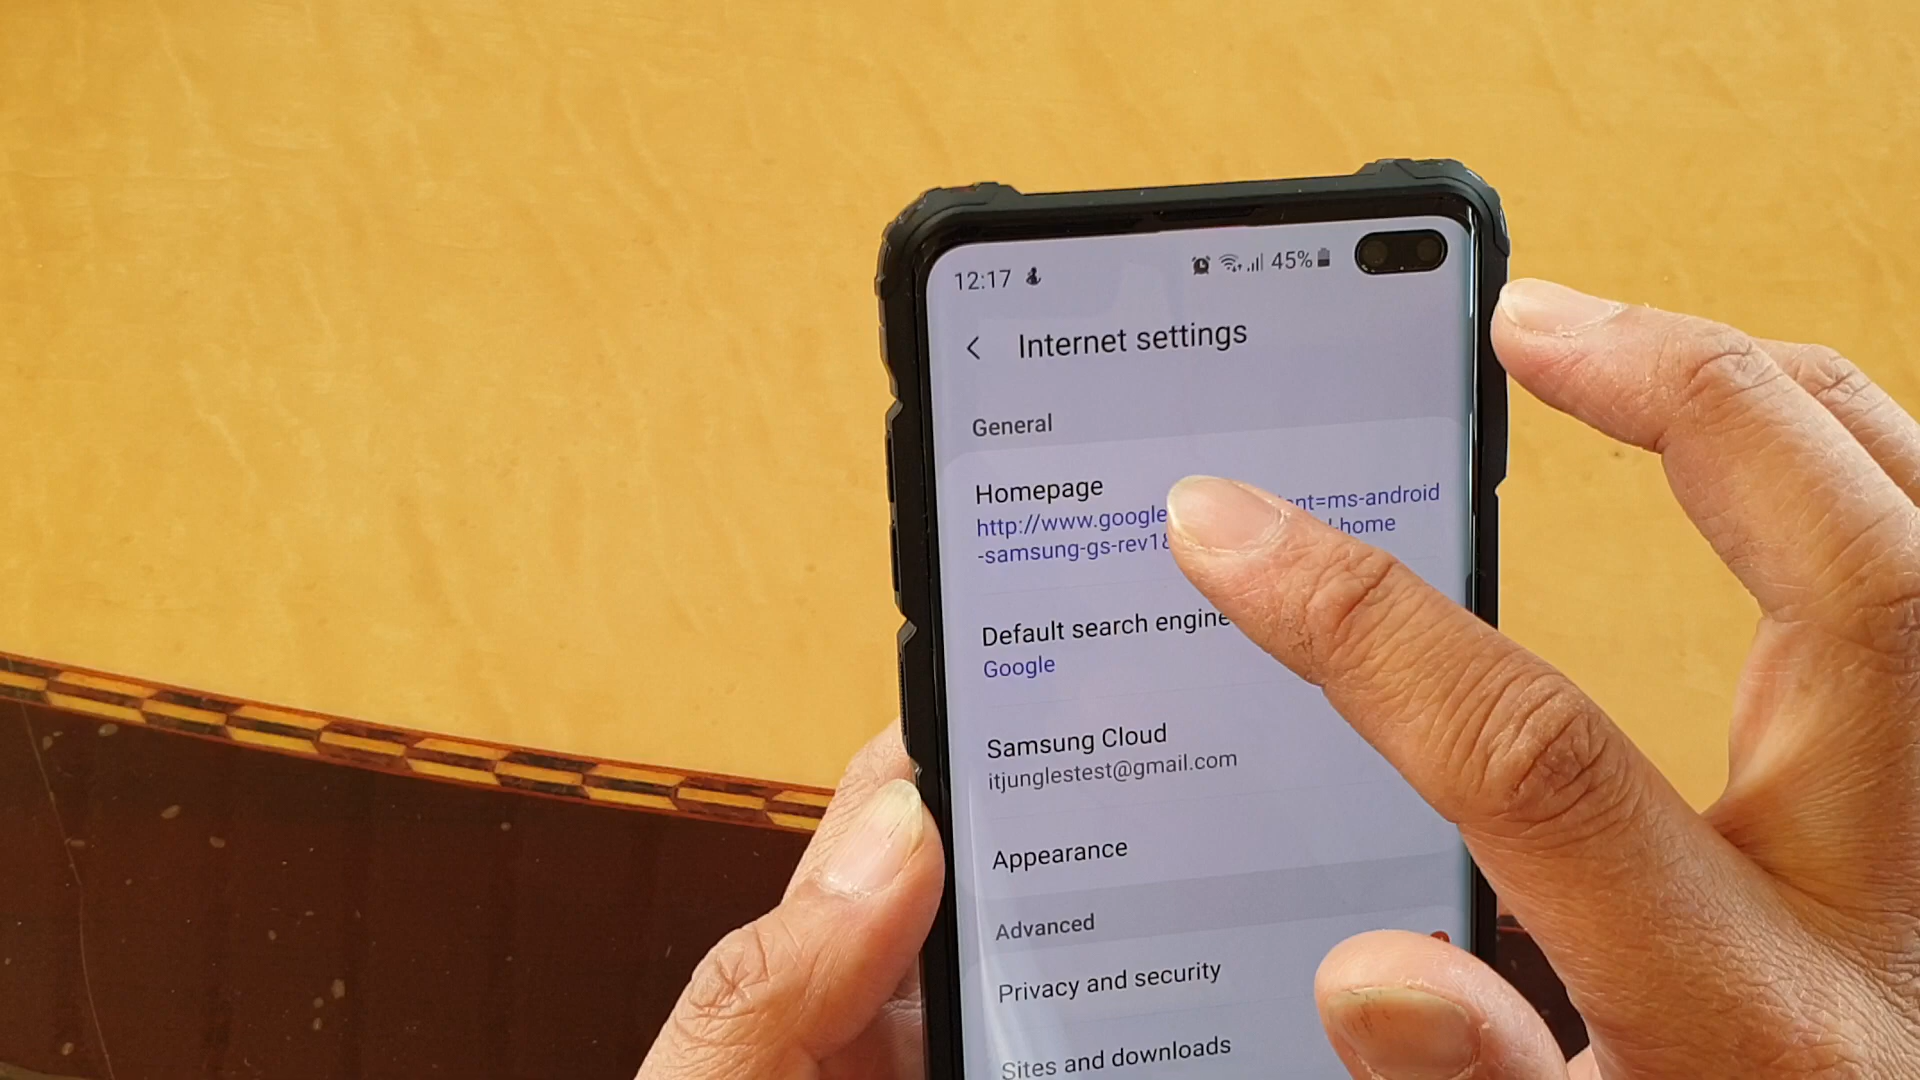 12:17 45%
Internet settings
General
Homepage
http://www.google ent=ms-android
-samsung-gs-rev1& -home
Default search engine
Google
Samsung Cloud
itjunglestest@gmail.com
Appearance
Advanced
Privacy and security
Sites and downloads